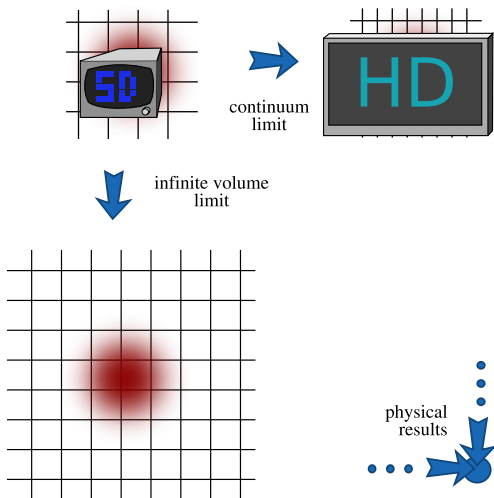 SD
HD
continuum
limit
infinite volume
limit
physical
results